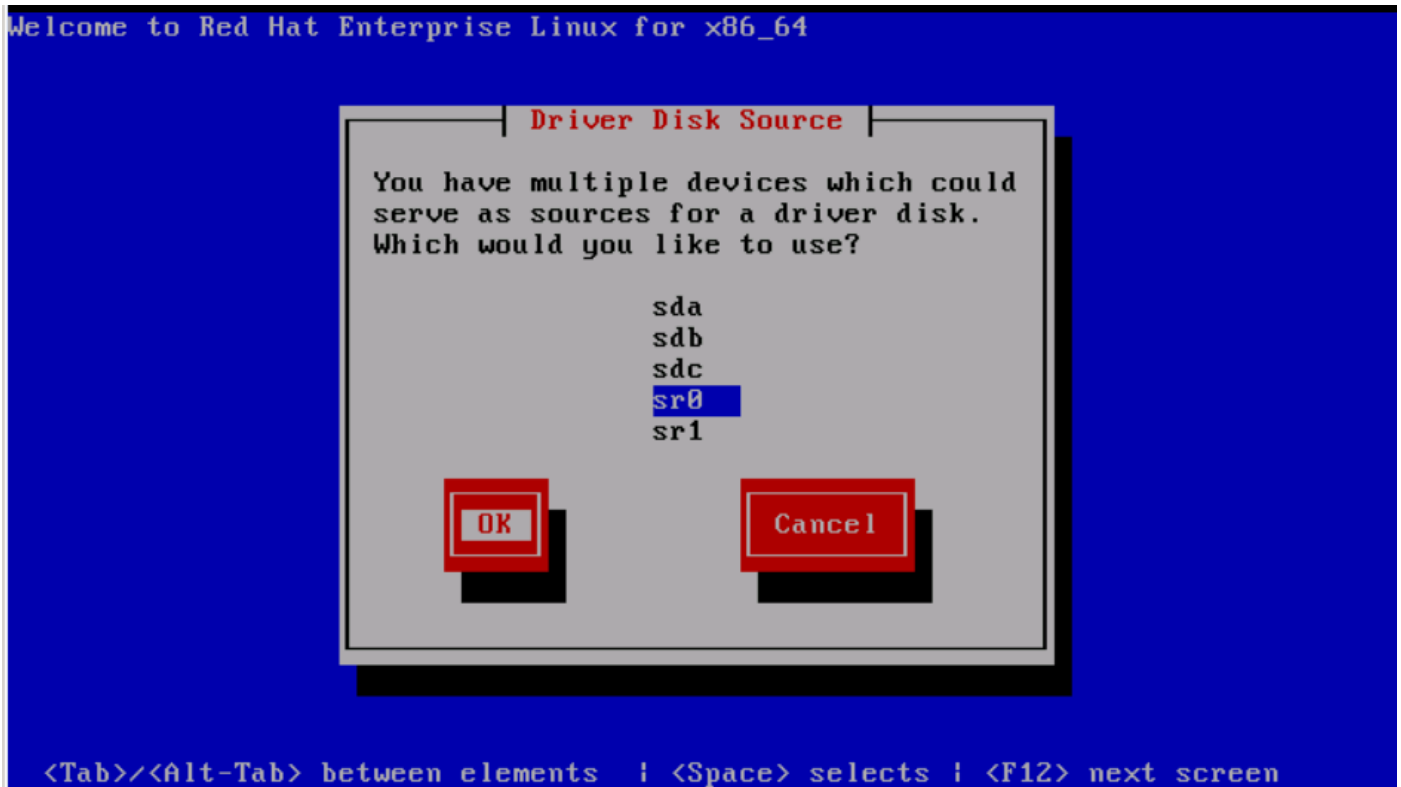 Welcome to Red Hat Enterprise Linux for x86_64
Driver Disk Source
You have multiple devices which could
serve as sources for a driver disk.
Which would you like to use?
sda
sdb
sdc
sr0
sr1
OK Cancel
<Tab>/<Alt-Tab> between elements | <Space> selects | <F12> next screen